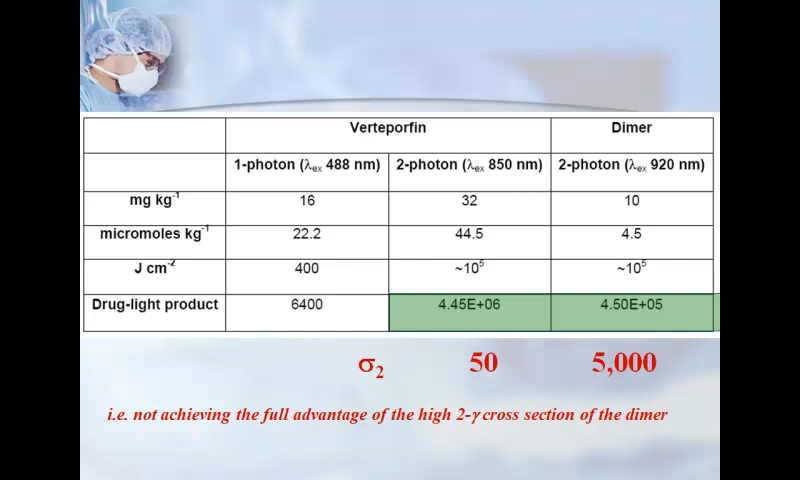 Verteporfin Dimer
1-photon (λex 488 nm) 2-photon (λex 850 nm) 2-photon (λex 920 nm)
mg kg-1 16 32 10
micromoles kg-1 22.2 44.5 4.5
J cm-2 400 ~10⁵ ~10⁵
Drug-light product 6400 4.45E+06 4.50E+05
σ₂ 50 5,000
i.e. not achieving the full advantage of the high 2-γ cross section of the dimer